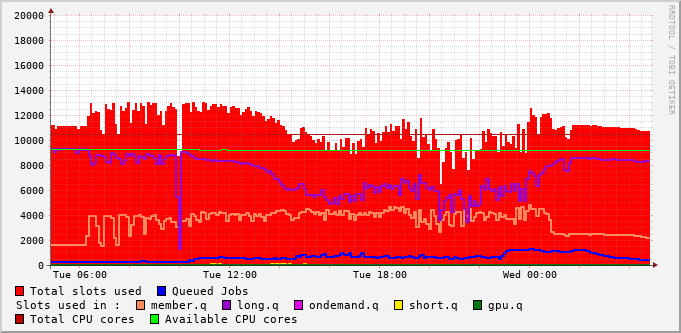 20000
18000
16000
14000
12000
10000
8000
6000
4000
2000
0
Tue 06:00 Tue 12:00 Tue 18:00 Wed 00:00
RRDTOOL / TOBI OETIKER
Total slots used Queued Jobs
Slots used in : member.q long.q ondemand.q short.q gpu.q
Total CPU cores Available CPU cores